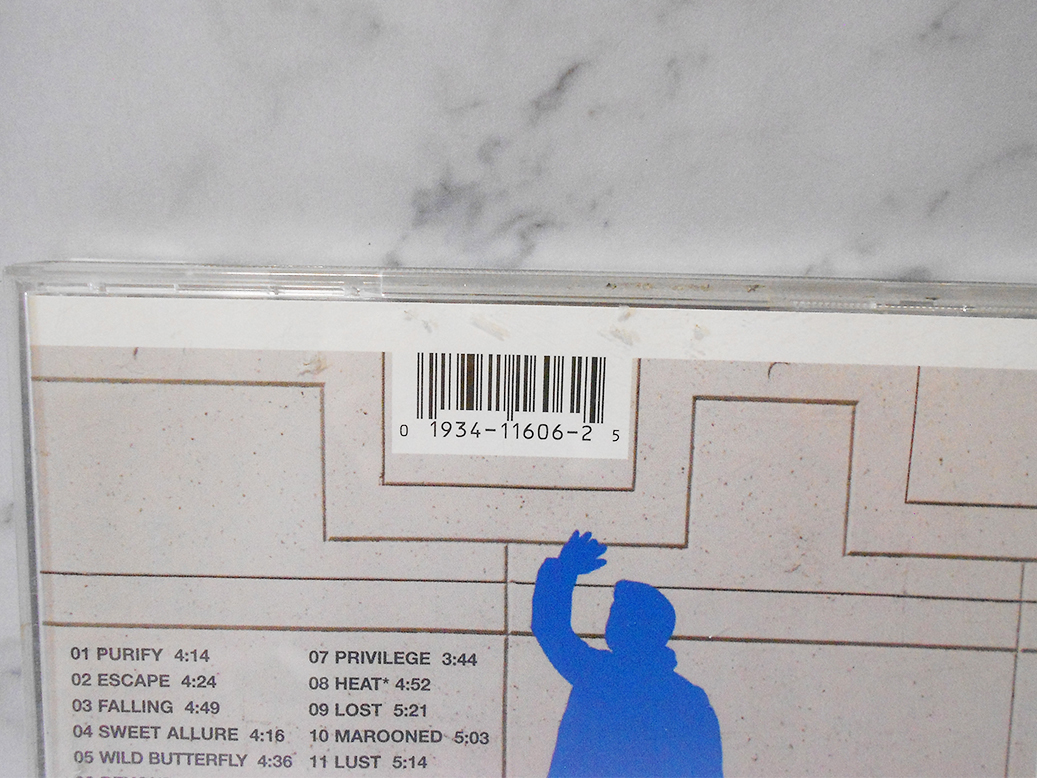 0 1934-11606-2 5
01 PURIFY 4:14
02 ESCAPE 4:24
03 FALLING 4:49
04 SWEET ALLURE 4:16
05 WILD BUTTERFLY 4:36
07 PRIVILEGE 3:44
08 HEAT* 4:52
09 LOST 5:21
10 MAROONED 5:03
11 LUST 5:14